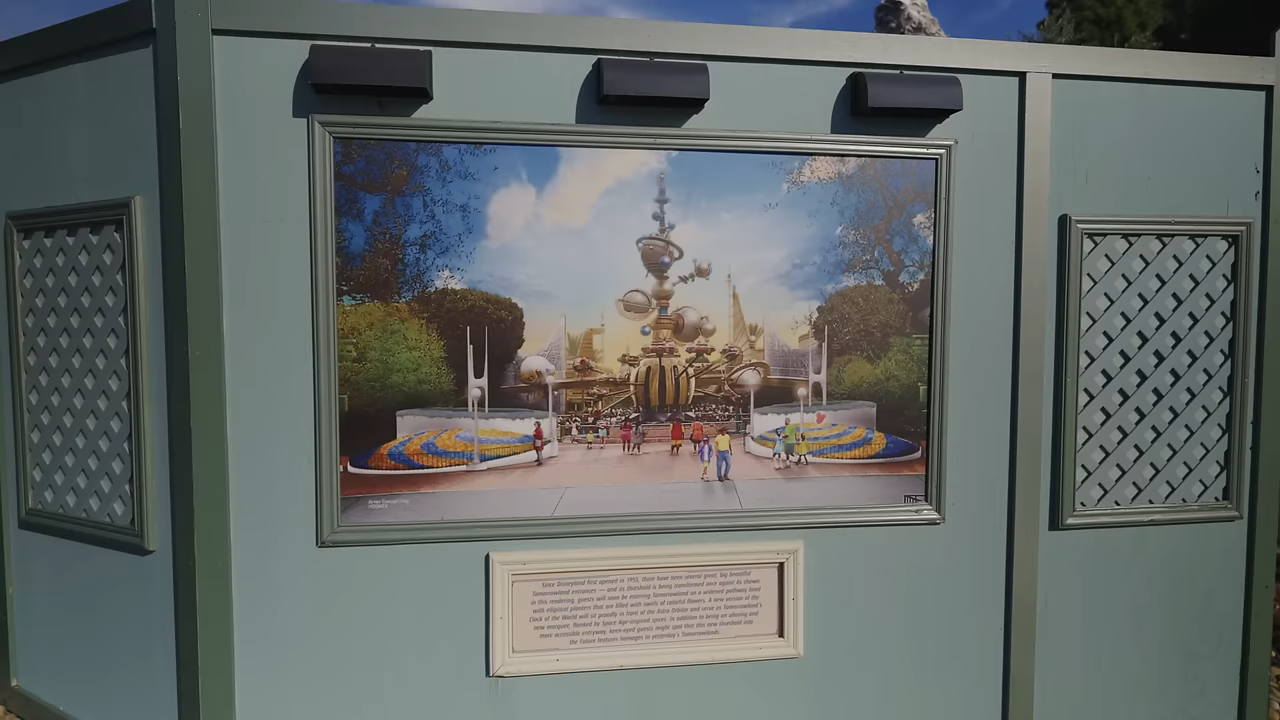 Artist Concept Only
©DISNEY
Since Disneyland first opened in 1955, there have been several great, big beautiful
Tomorrowland entrances — and its threshold is being transformed once again! As shown
in this rendering, guests will soon be entering Tomorrowland on a widened pathway lined
with elliptical planters that are filled with swirls of colorful flowers. A new version of the
Clock of the World will sit proudly in front of the Astro Orbitor and serve as Tomorrowland's
new marquee, flanked by Space Age-inspired spires. In addition to being an alluring and
more accessible entryway, keen-eyed guests might spot that this new threshold into
the Future features homages to yesterday's Tomorrowlands.